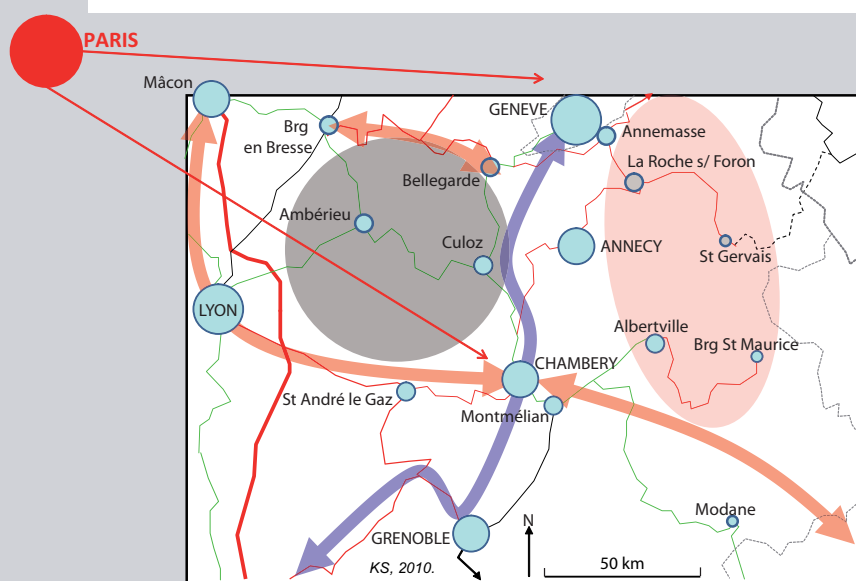 PARIS
Mâcon
GENEVE
Brg
en Bresse
Annemasse
La Roche s/ Foron
Bellegarde
Ambérieu
Culoz
ANNECY
St Gervais
LYON
Albertville
Brg St Maurice
CHAMBERY
St André le Gaz
Montmélian
Modane
GRENOBLE
N
KS, 2010.
50 km